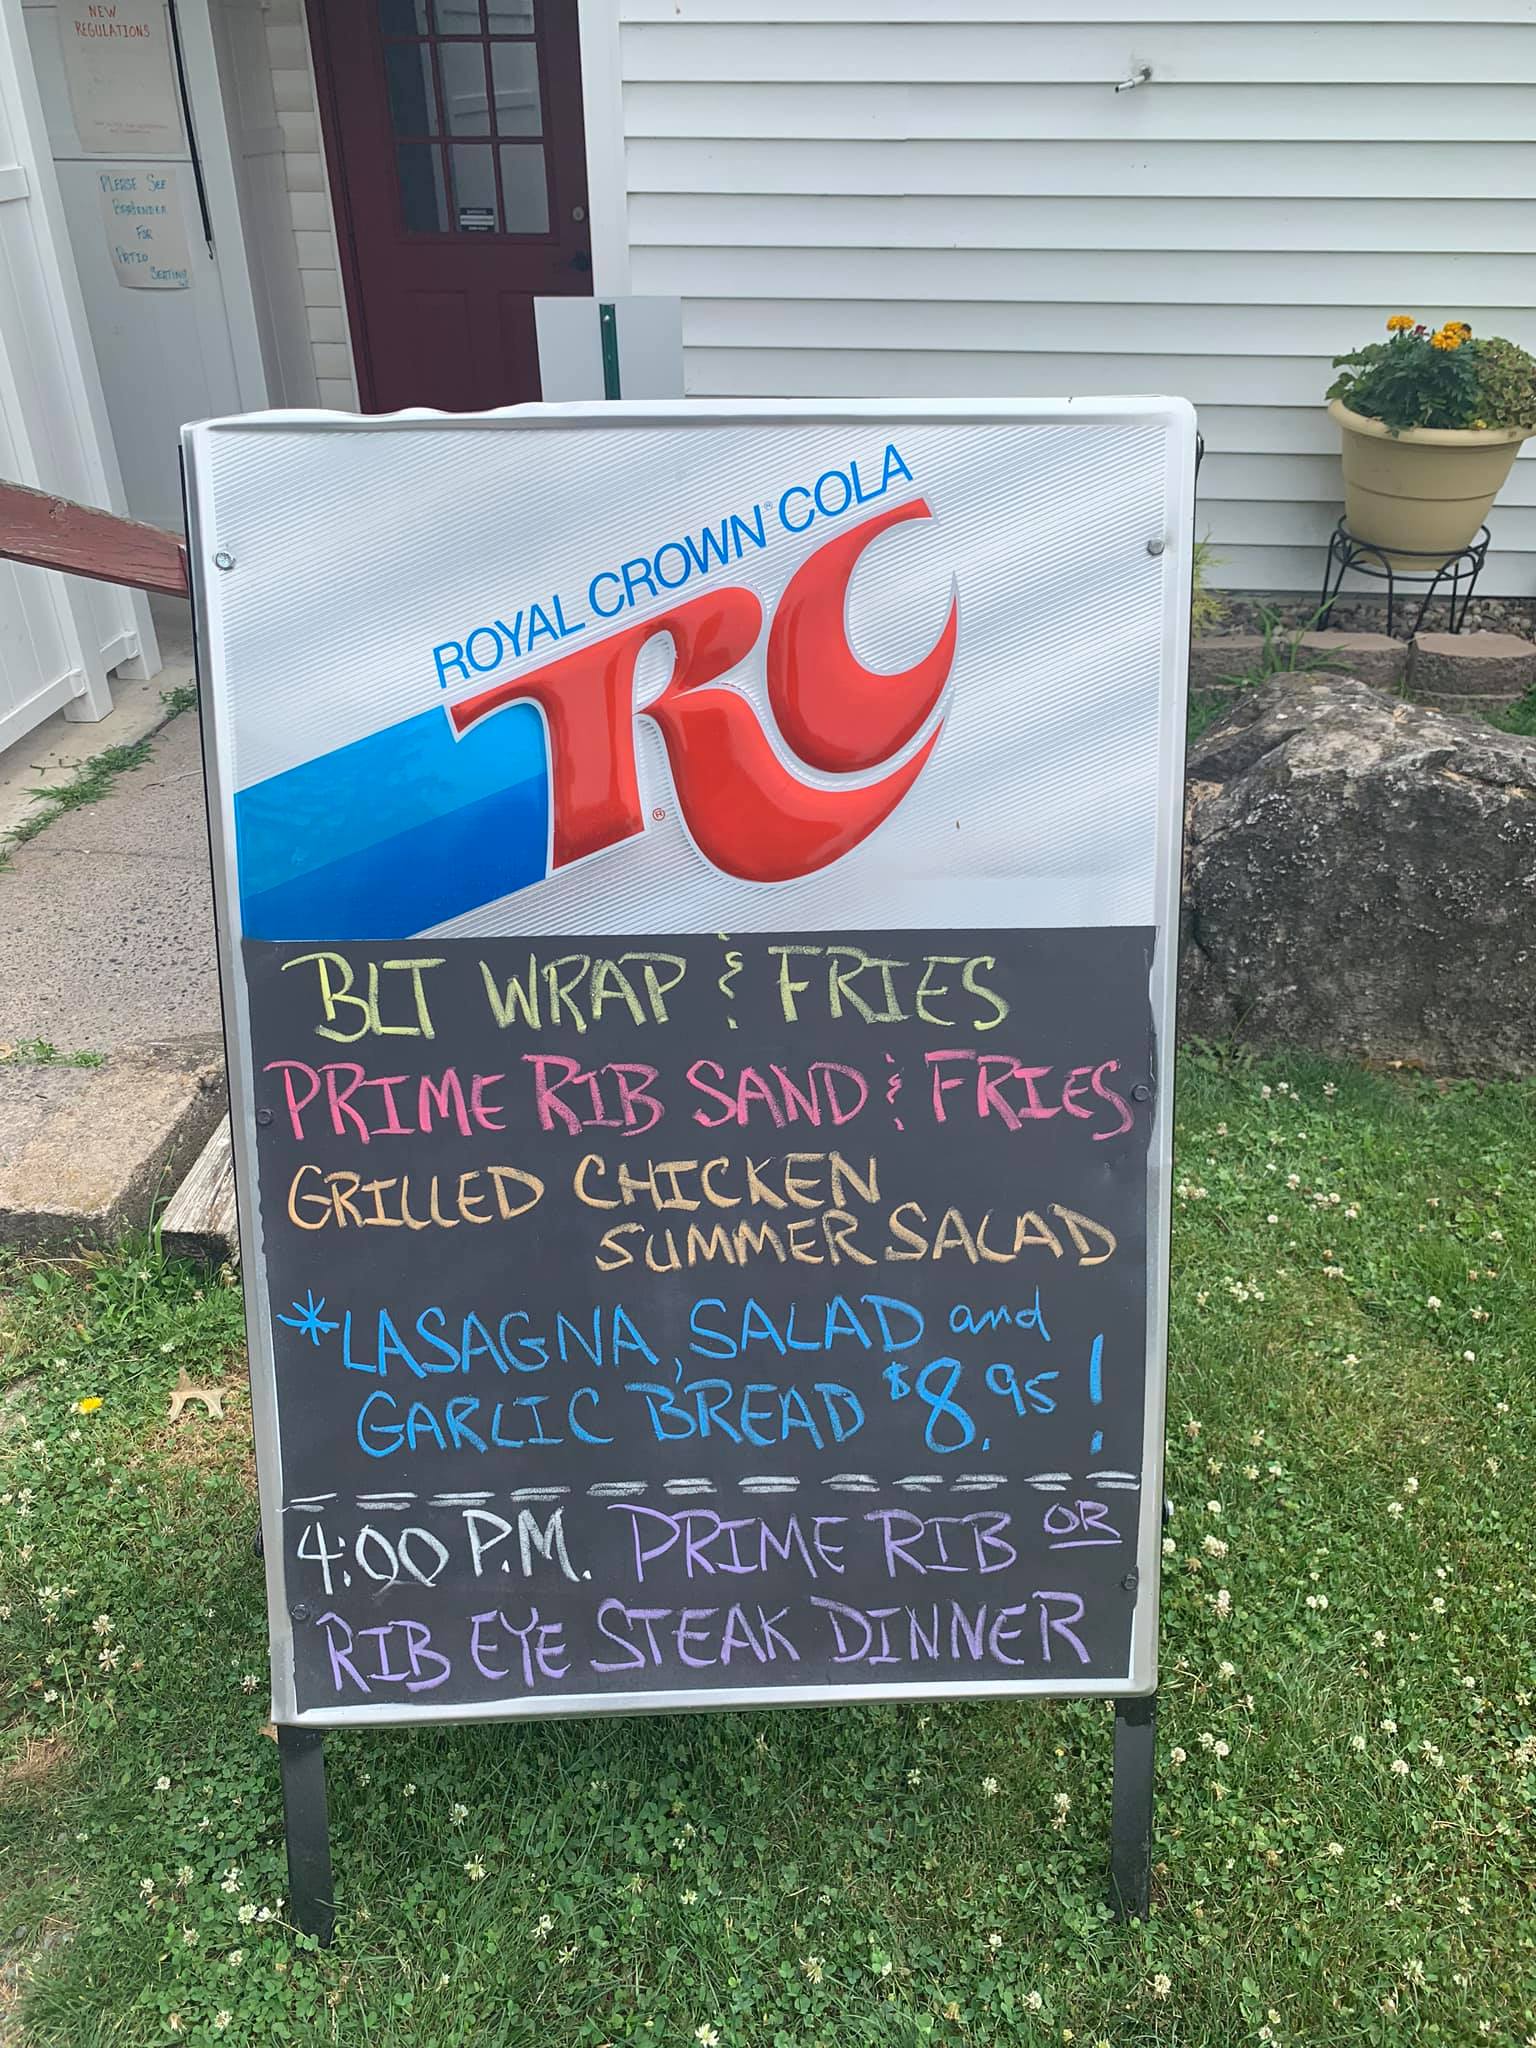 NEW
REGULATIONS
PLEASE SEE
BARTENDER
FOR
PATIO
SEATING
ROYAL CROWN® COLA
RC®
BLT WRAP & FRIES
PRIME RIB SAND & FRIES
GRILLED CHICKEN
SUMMER SALAD
*LASAGNA, SALAD and
GARLIC BREAD $8.95!
4:00 P.M. PRIME RIB OR
RIB EYE STEAK DINNER